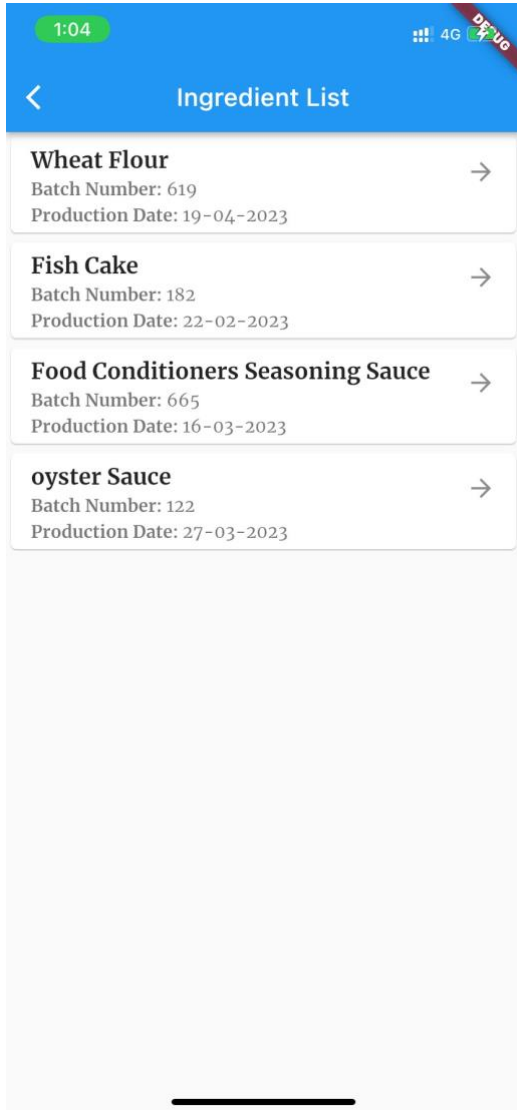 1:04
4G
DEBUG
Ingredient List
Wheat Flour
Batch Number: 619
Production Date: 19-04-2023
Fish Cake
Batch Number: 182
Production Date: 22-02-2023
Food Conditioners Seasoning Sauce
Batch Number: 665
Production Date: 16-03-2023
oyster Sauce
Batch Number: 122
Production Date: 27-03-2023